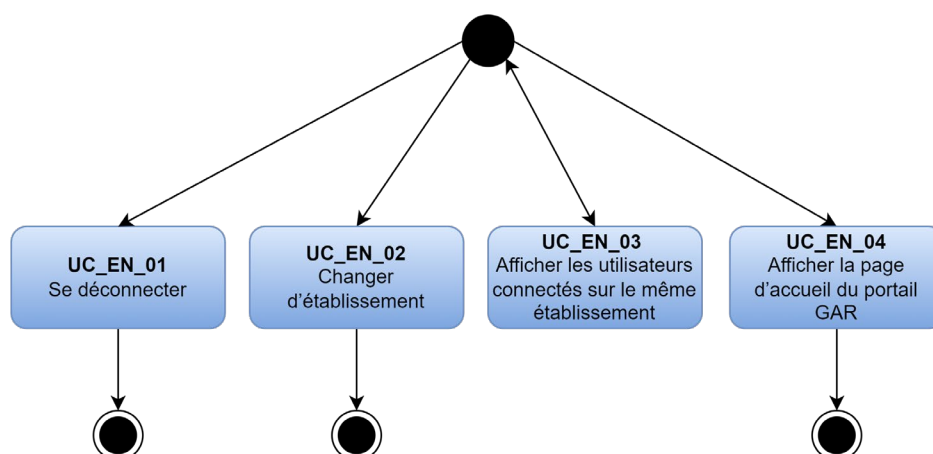 UC_EN_01
Se déconnecter
UC_EN_02
Changer
d’établissement
UC_EN_03
Afficher les utilisateurs
connectés sur le même
établissement
UC_EN_04
Afficher la page
d’accueil du portail
GAR